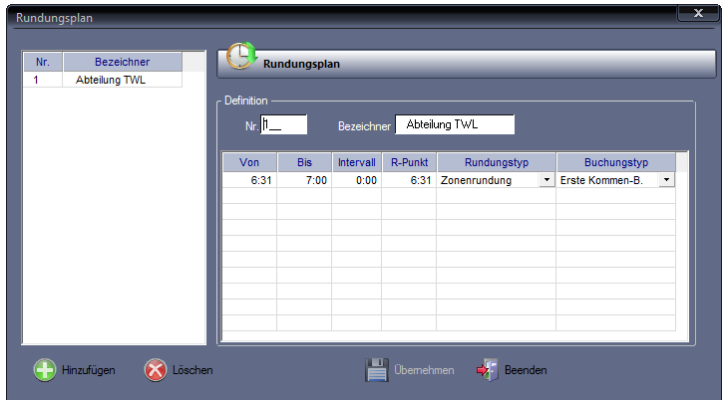 Rundungsplan
x
Nr. Bezeichner
1 Abteilung TWL
Rundungsplan
Definition
Nr. 1__ Bezeichner Abteilung TWL
Von Bis Intervall R-Punkt Rundungstyp Buchungstyp
6:31 7:00 0:00 6:31 Zonenrundung Erste Kommen-B.
Hinzufügen Löschen Übernehmen Beenden